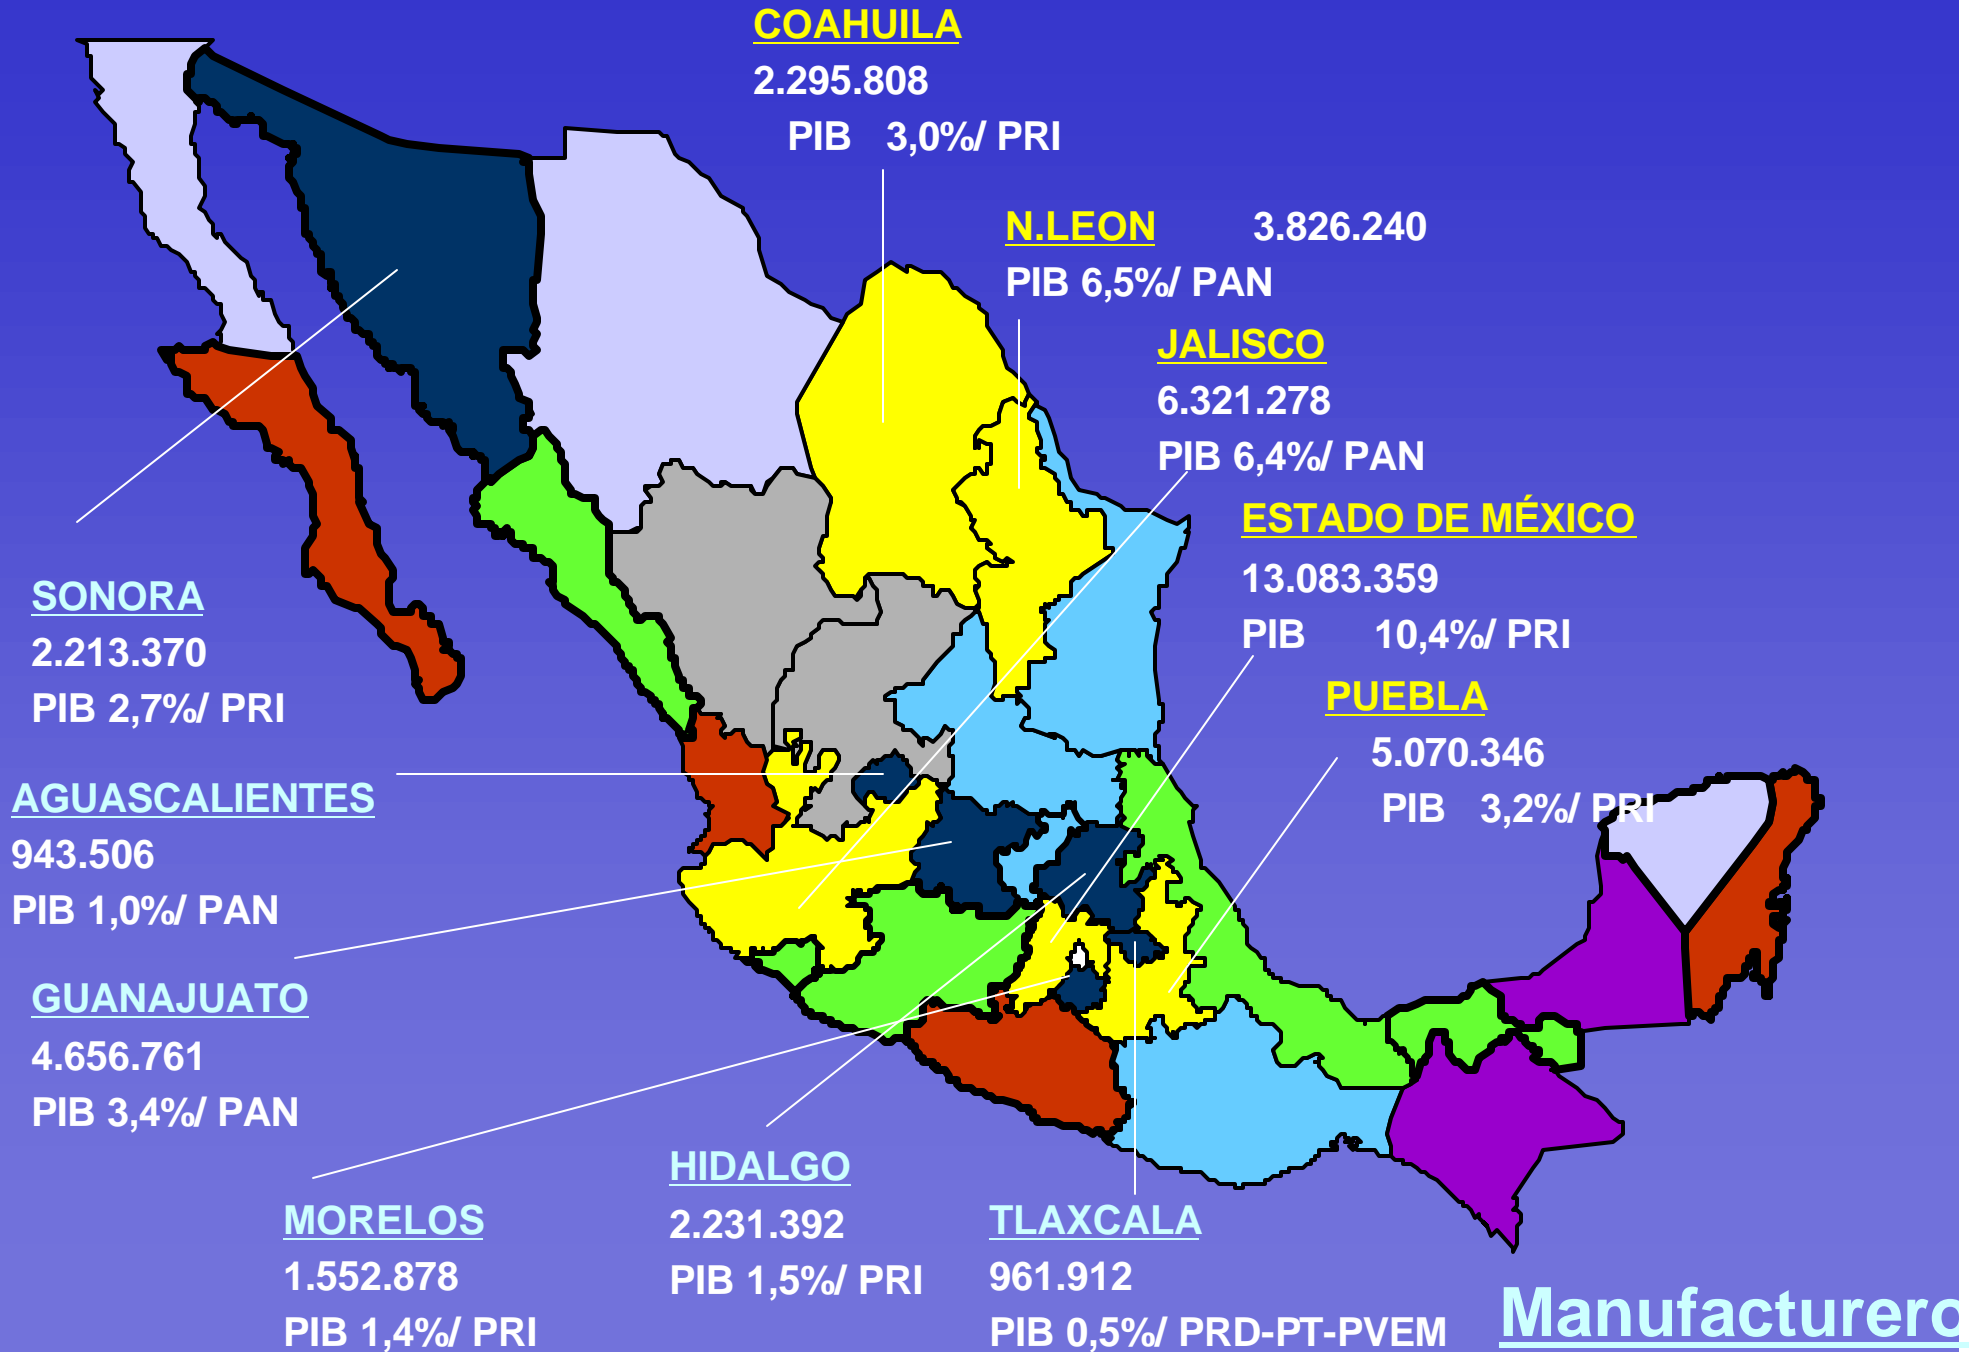 COAHUILA
2.295.808
PIB 3,0%/ PRI
N.LEON 3.826.240
PIB 6,5%/ PAN
JALISCO
6.321.278
PIB 6,4%/ PAN
ESTADO DE MÉXICO
13.083.359
PIB 10,4%/ PRI
PUEBLA
5.070.346
PIB 3,2%/ PRI
SONORA
2.213.370
PIB 2,7%/ PRI
AGUASCALIENTES
943.506
PIB 1,0%/ PAN
GUANAJUATO
4.656.761
PIB 3,4%/ PAN
MORELOS
1.552.878
PIB 1,4%/ PRI
HIDALGO
2.231.392
PIB 1,5%/ PRI
TLAXCALA
961.912
PIB 0,5%/ PRD-PT-PVEM
Manufacturero